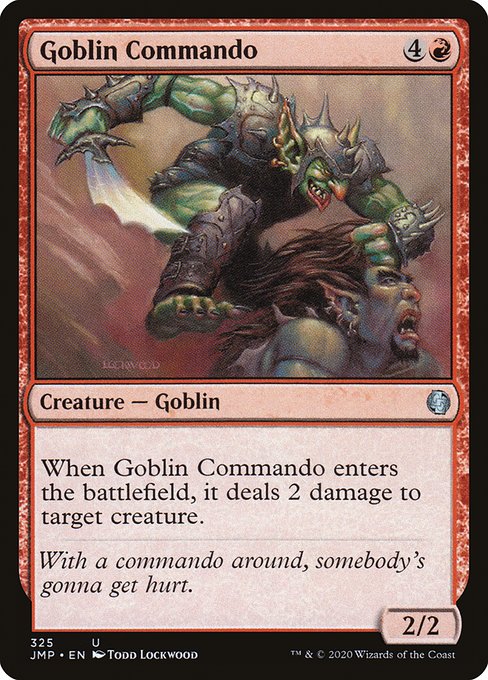 Goblin Commando 4
LOCKWOOD
Creature — Goblin
When Goblin Commando enters
the battlefield, it deals 2 damage to
target creature.
With a commando around, somebody's
gonna get hurt.
2/2
325 U
JMP • EN Todd Lockwood
™ & © 2020 Wizards of the Coast